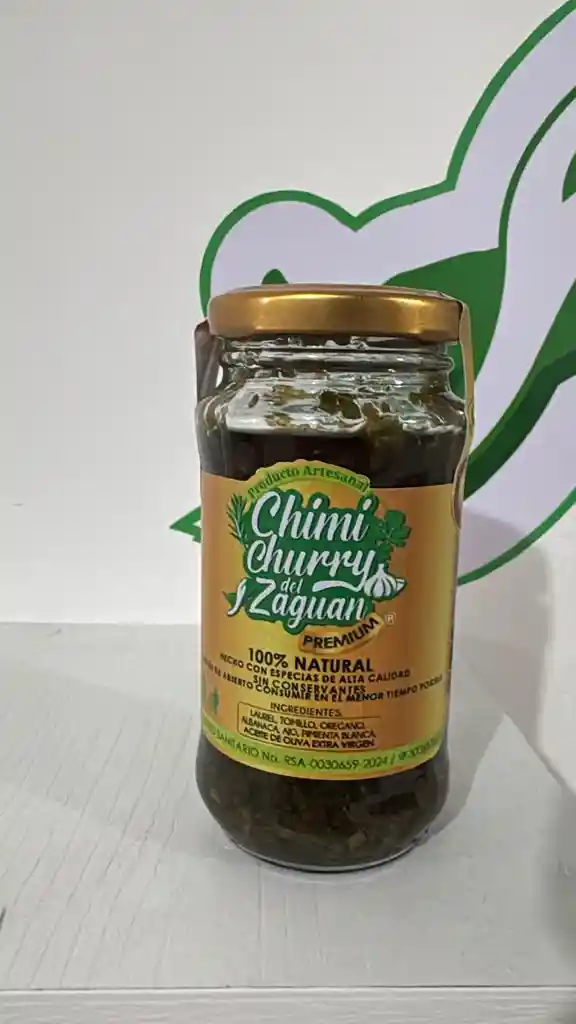 Producto Artesanal
Chimi
churry
del
Zaguan
PREMIUM
100% NATURAL
HECHO CON ESPECIAS DE ALTA CALIDAD
SIN CONSERVANTES
DE ABIERTO CONSUMIR EN EL MENOR TIEMPO
INGREDIENTES:
LAUREL, TOMILLO, OREGANO,
ALBAHACA, AJO, PIMIENTA BLANCA,
ACEITE DE OLIVA EXTRA VIRGEN
SANITARIO No. RSA-0030659-2024 /